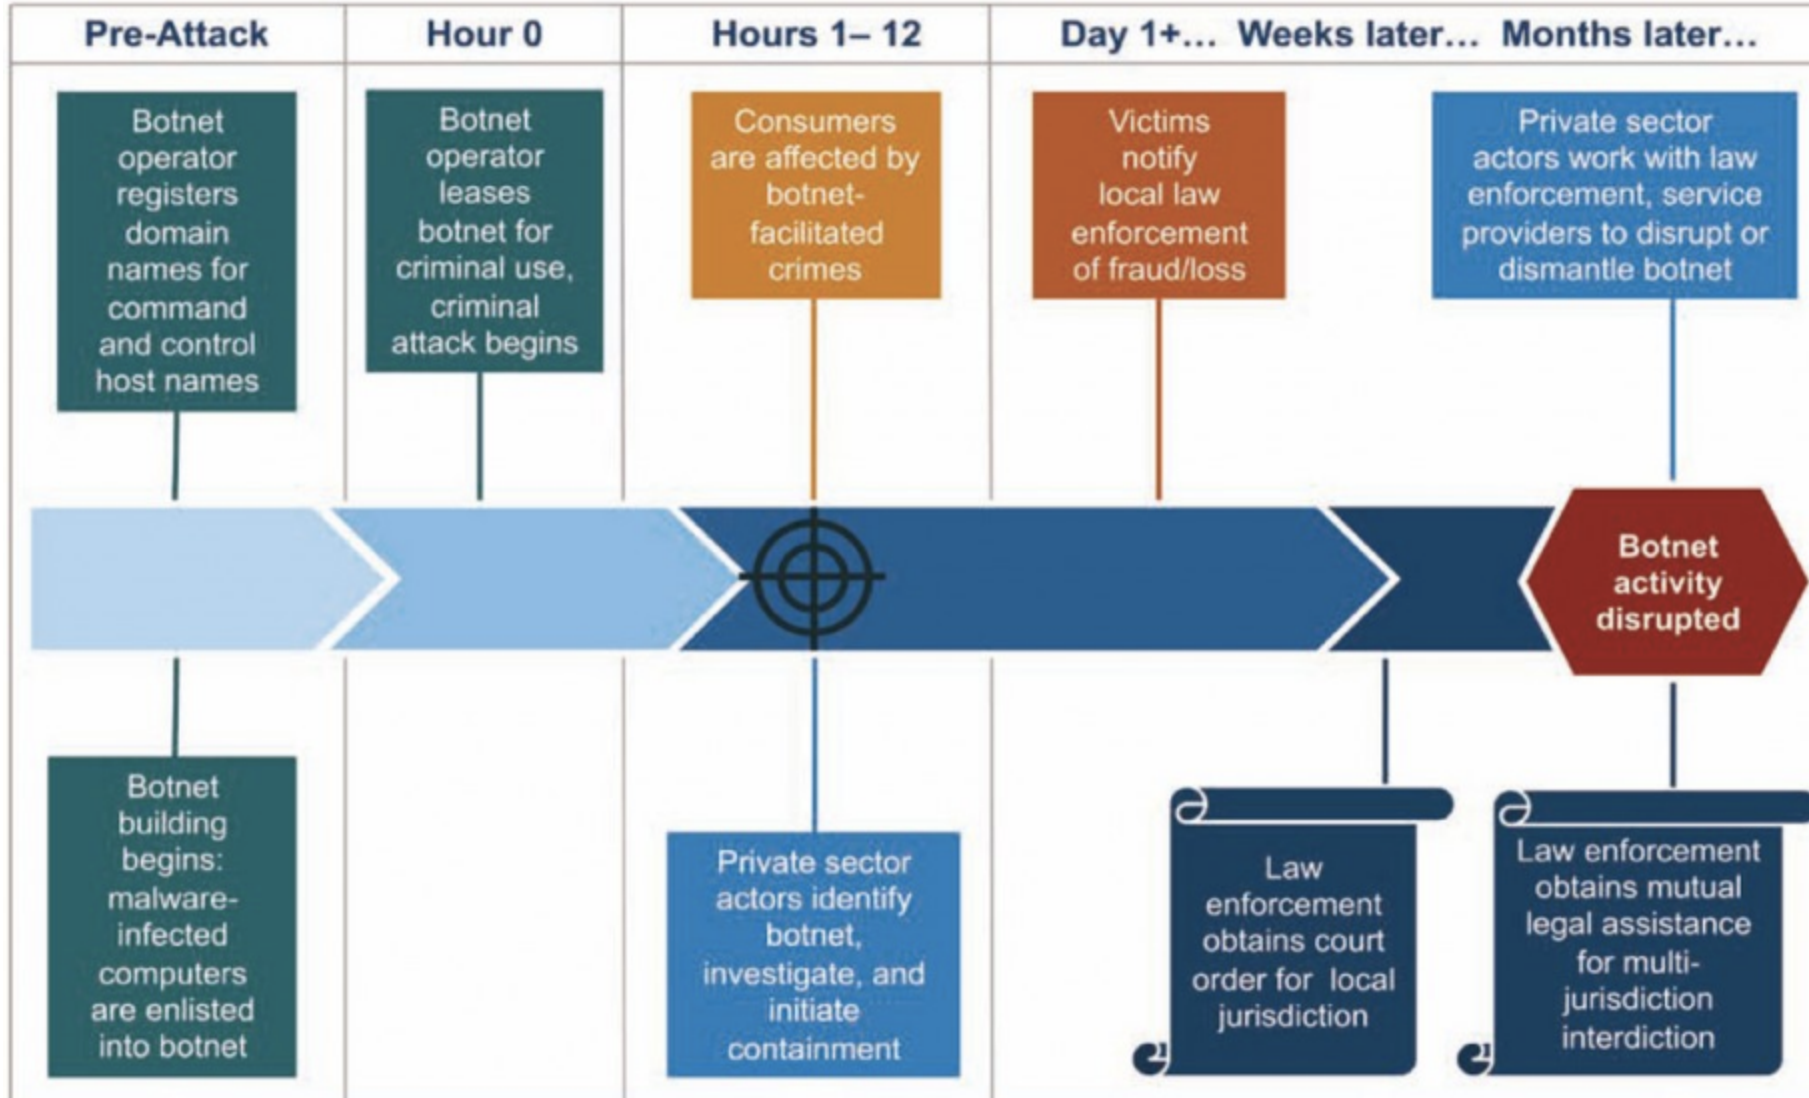 Pre-Attack
Hour 0
Hours 1– 12
Day 1+… Weeks later… Months later…
Botnet
operator
registers
domain
names for
command
and control
host names
Botnet
operator
leases
botnet for
criminal use,
criminal
attack begins
Consumers
are affected by
botnet-
facilitated
crimes
Victims
notify
local law
enforcement
of fraud/loss
Private sector
actors work with law
enforcement, service
providers to disrupt or
dismantle botnet
Botnet
activity
disrupted
Botnet
building
begins:
malware-
infected
computers
are enlisted
into botnet
Private sector
actors identify
botnet,
investigate, and
initiate
containment
Law
enforcement
obtains court
order for local
jurisdiction
Law enforcement
obtains mutual
legal assistance
for multi-
jurisdiction
interdiction